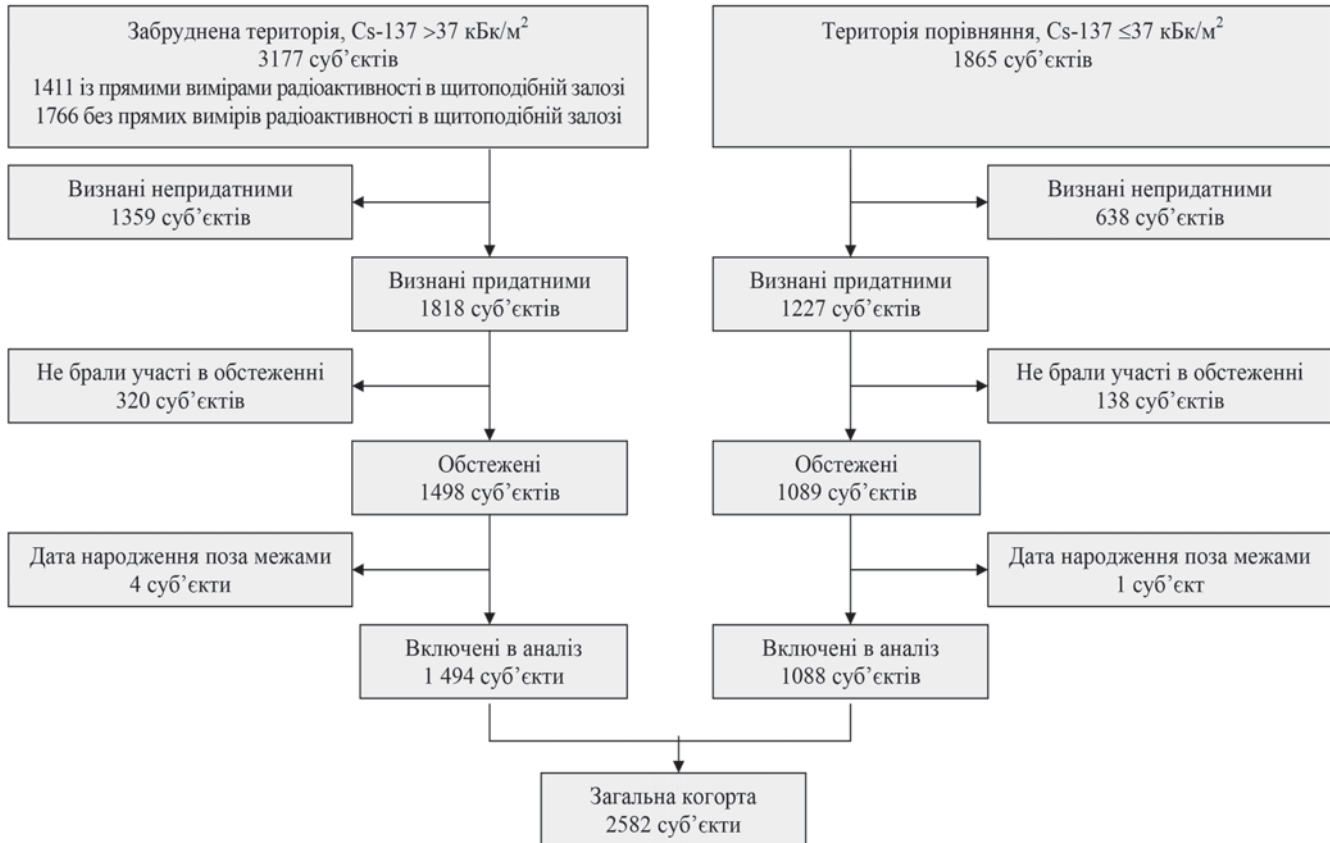 Забруднена територія, Cs-137 >37 кБк/м²
3177 суб’єктів
1411 із прямими вимірами радіоактивності в щитоподібній залозі
1766 без прямих вимірів радіоактивності в щитоподібній залозі
Територія порівняння, Cs-137 ≤37 кБк/м²
1865 суб’єктів
Визнані непридатними
1359 суб’єктів
Визнані непридатними
638 суб’єктів
Визнані придатними
1818 суб’єктів
Визнані придатними
1227 суб’єктів
Не брали участі в обстеженні
320 суб’єктів
Не брали участі в обстеженні
138 суб’єктів
Обстежені
1498 суб’єктів
Обстежені
1089 суб’єктів
Дата народження поза межами
4 суб’єкти
Дата народження поза межами
1 суб’єкт
Включені в аналіз
1 494 суб’єкти
Включені в аналіз
1088 суб’єктів
Загальна когорта
2582 суб’єкти